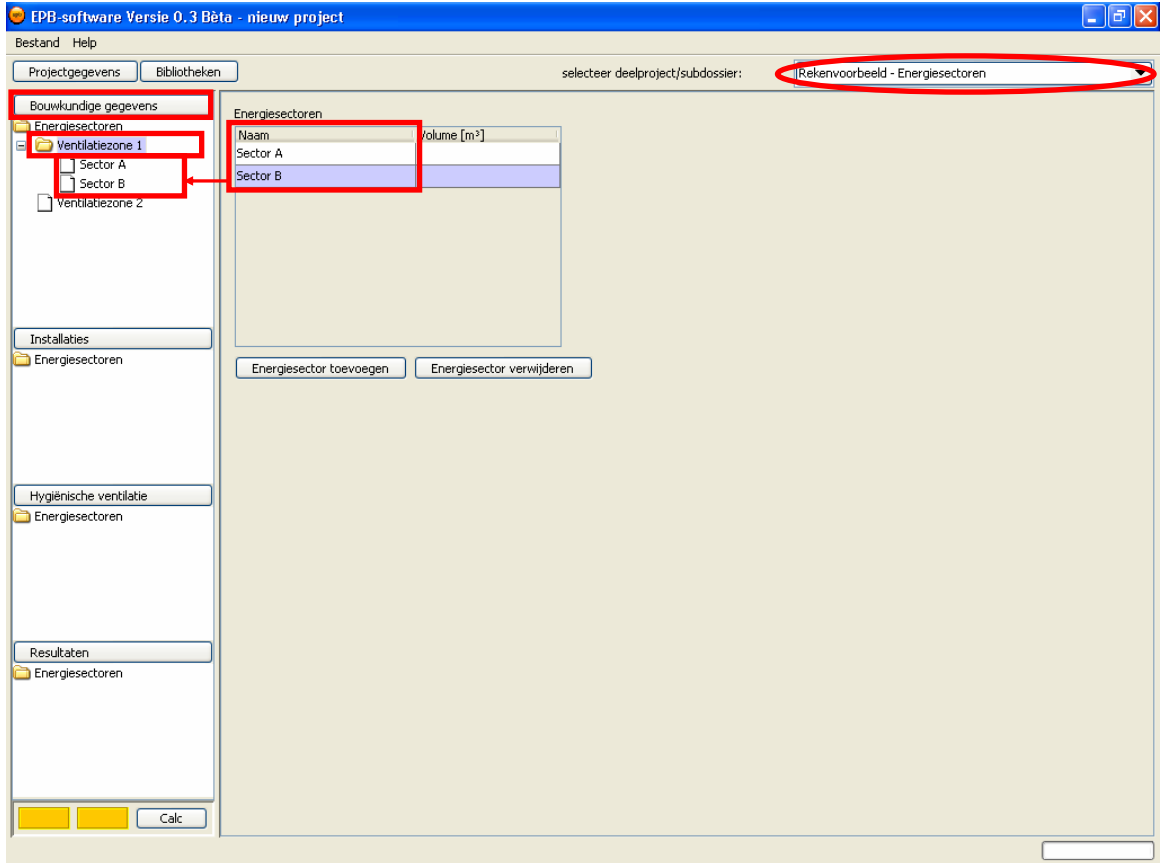 EPB-software Versie 0.3 Bèta - nieuw project
Bestand Help
Projectgegevens Bibliotheken selecteer deelproject/subdossier: Rekenvoorbeeld - Energiesectoren
Bouwkundige gegevens
Energiesectoren
Ventilatiezone 1
Sector A
Sector B
Ventilatiezone 2
Energiesectoren
Naam Volume [m³]
Sector A
Sector B
Energiesector toevoegen Energiesector verwijderen
Installaties
Energiesectoren
Hygiënische ventilatie
Energiesectoren
Resultaten
Energiesectoren
Calc